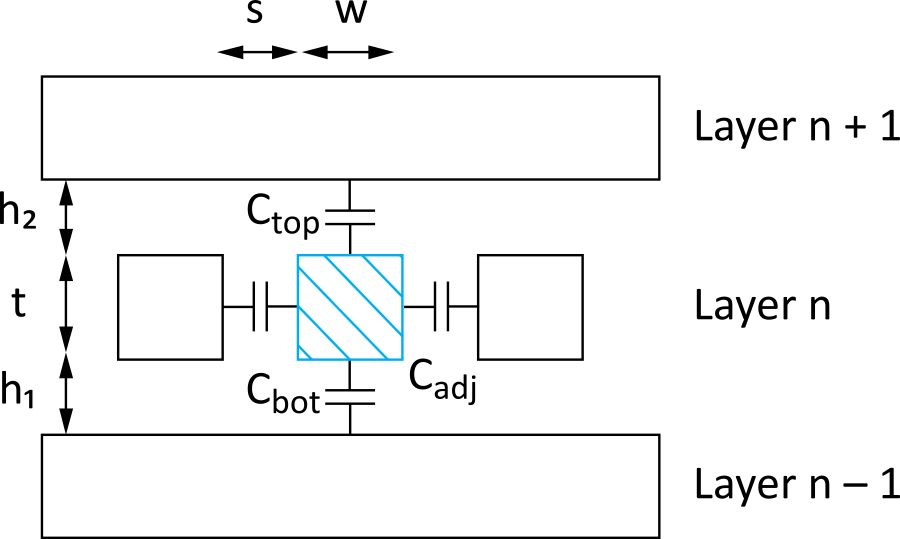 s w
Layer n + 1
h₂
C_top
t
Layer n
h₁
C_bot
C_adj
Layer n – 1